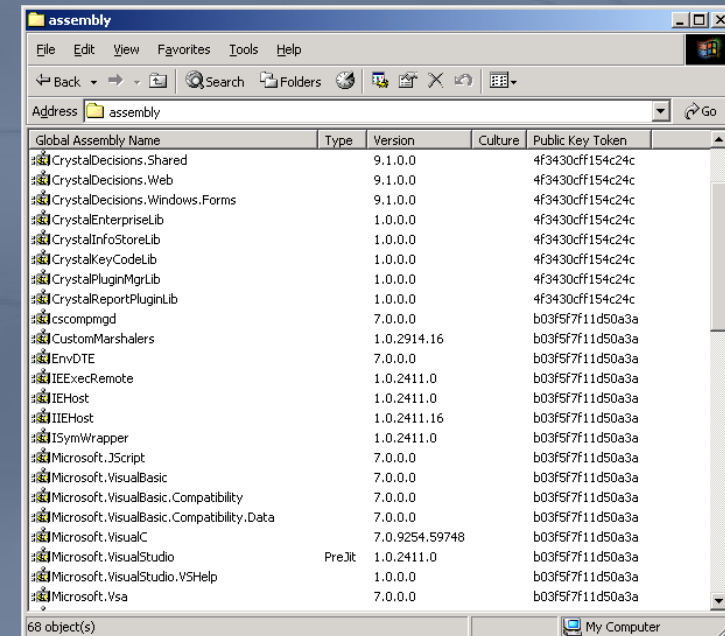 assembly
File Edit View Favorites Tools Help
Back Search Folders
Address assembly Go
Global Assembly Name Type Version Culture Public Key Token
CrystalDecisions.Shared 9.1.0.0 4f3430cff154c24c
CrystalDecisions.Web 9.1.0.0 4f3430cff154c24c
CrystalDecisions.Windows.Forms 9.1.0.0 4f3430cff154c24c
CrystalEnterpriseLib 1.0.0.0 4f3430cff154c24c
CrystalInfoStoreLib 1.0.0.0 4f3430cff154c24c
CrystalKeyCodeLib 1.0.0.0 4f3430cff154c24c
CrystalPluginMgrLib 1.0.0.0 4f3430cff154c24c
CrystalReportPluginLib 1.0.0.0 4f3430cff154c24c
cscompmgd 7.0.0.0 b03f5f7f11d50a3a
CustomMarshalers 1.0.2914.16 b03f5f7f11d50a3a
EnvDTE 7.0.0.0 b03f5f7f11d50a3a
IEExecRemote 1.0.2411.0 b03f5f7f11d50a3a
IEHost 1.0.2411.0 b03f5f7f11d50a3a
IIEHost 1.0.2411.16 b03f5f7f11d50a3a
ISymWrapper 1.0.2411.0 b03f5f7f11d50a3a
Microsoft.JScript 7.0.0.0 b03f5f7f11d50a3a
Microsoft.VisualBasic 7.0.0.0 b03f5f7f11d50a3a
Microsoft.VisualBasic.Compatibility 7.0.0.0 b03f5f7f11d50a3a
Microsoft.VisualBasic.Compatibility.Data 7.0.0.0 b03f5f7f11d50a3a
Microsoft.VisualC 7.0.9254.59748 b03f5f7f11d50a3a
Microsoft.VisualStudio PreJit 1.0.2411.0 b03f5f7f11d50a3a
Microsoft.VisualStudio.VSHelp 1.0.0.0 b03f5f7f11d50a3a
Microsoft.Vsa 7.0.0.0 b03f5f7f11d50a3a
68 object(s) My Computer